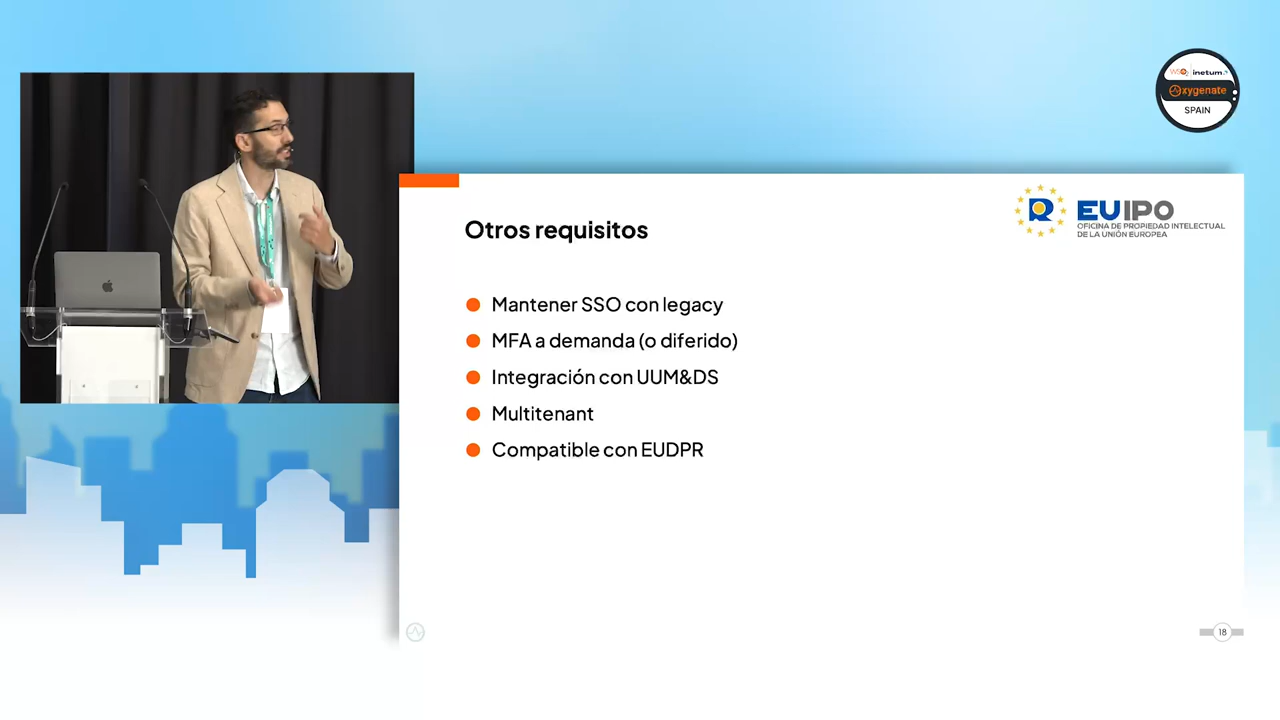 WSO2 inetum.
Oxygenate
SPAIN
EUIPO
OFICINA DE PROPIEDAD INTELECTUAL
DE LA UNIÓN EUROPEA
Otros requisitos
Mantener SSO con legacy
MFA a demanda (o diferido)
Integración con UUM&DS
Multitenant
Compatible con EUDPR
18